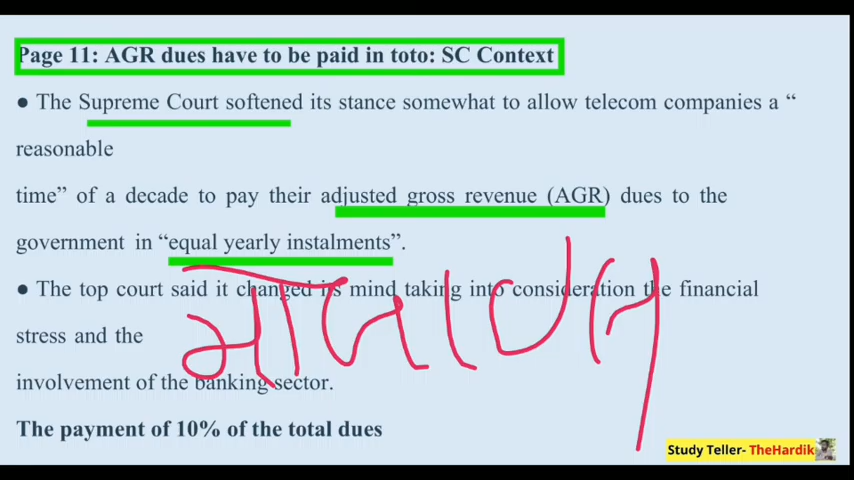 Page 11: AGR dues have to be paid in toto: SC Context
● The Supreme Court softened its stance somewhat to allow telecom companies a “
reasonable
time” of a decade to pay their adjusted gross revenue (AGR) dues to the
government in “equal yearly instalments”.
● The top court said it changed its mind taking into consideration the financial
stress and the
involvement of the banking sector.
The payment of 10% of the total dues
Study Teller- TheHardik